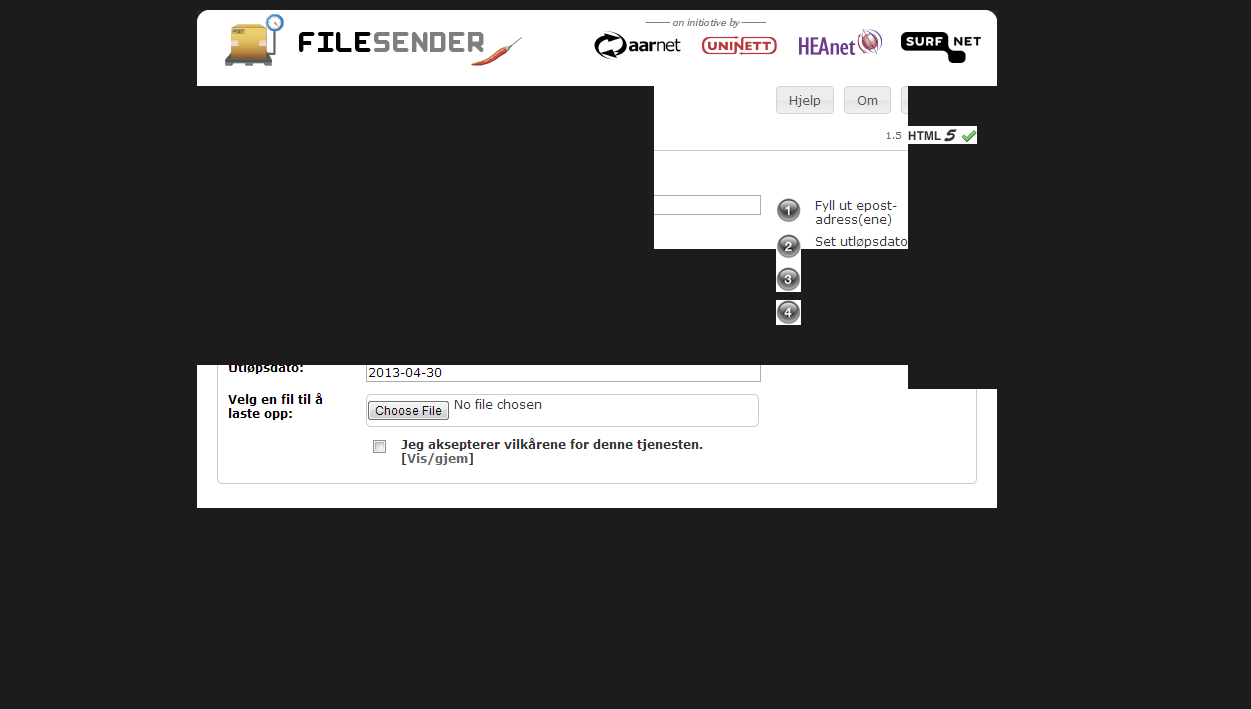 an initiative by
FILESENDER
aarnet
UNINETT
HEAnet
SURF NET
Hjelp
Om
1.5 HTML 5
1 Fyll ut epost-
adress(ene)
2 Set utløpsdato
3
4
Utløpsdato:
2013-04-30
Velg en fil til å
laste opp:
Choose File No file chosen
Jeg aksepterer vilkårene for denne tjenesten.
[Vis/gjem]